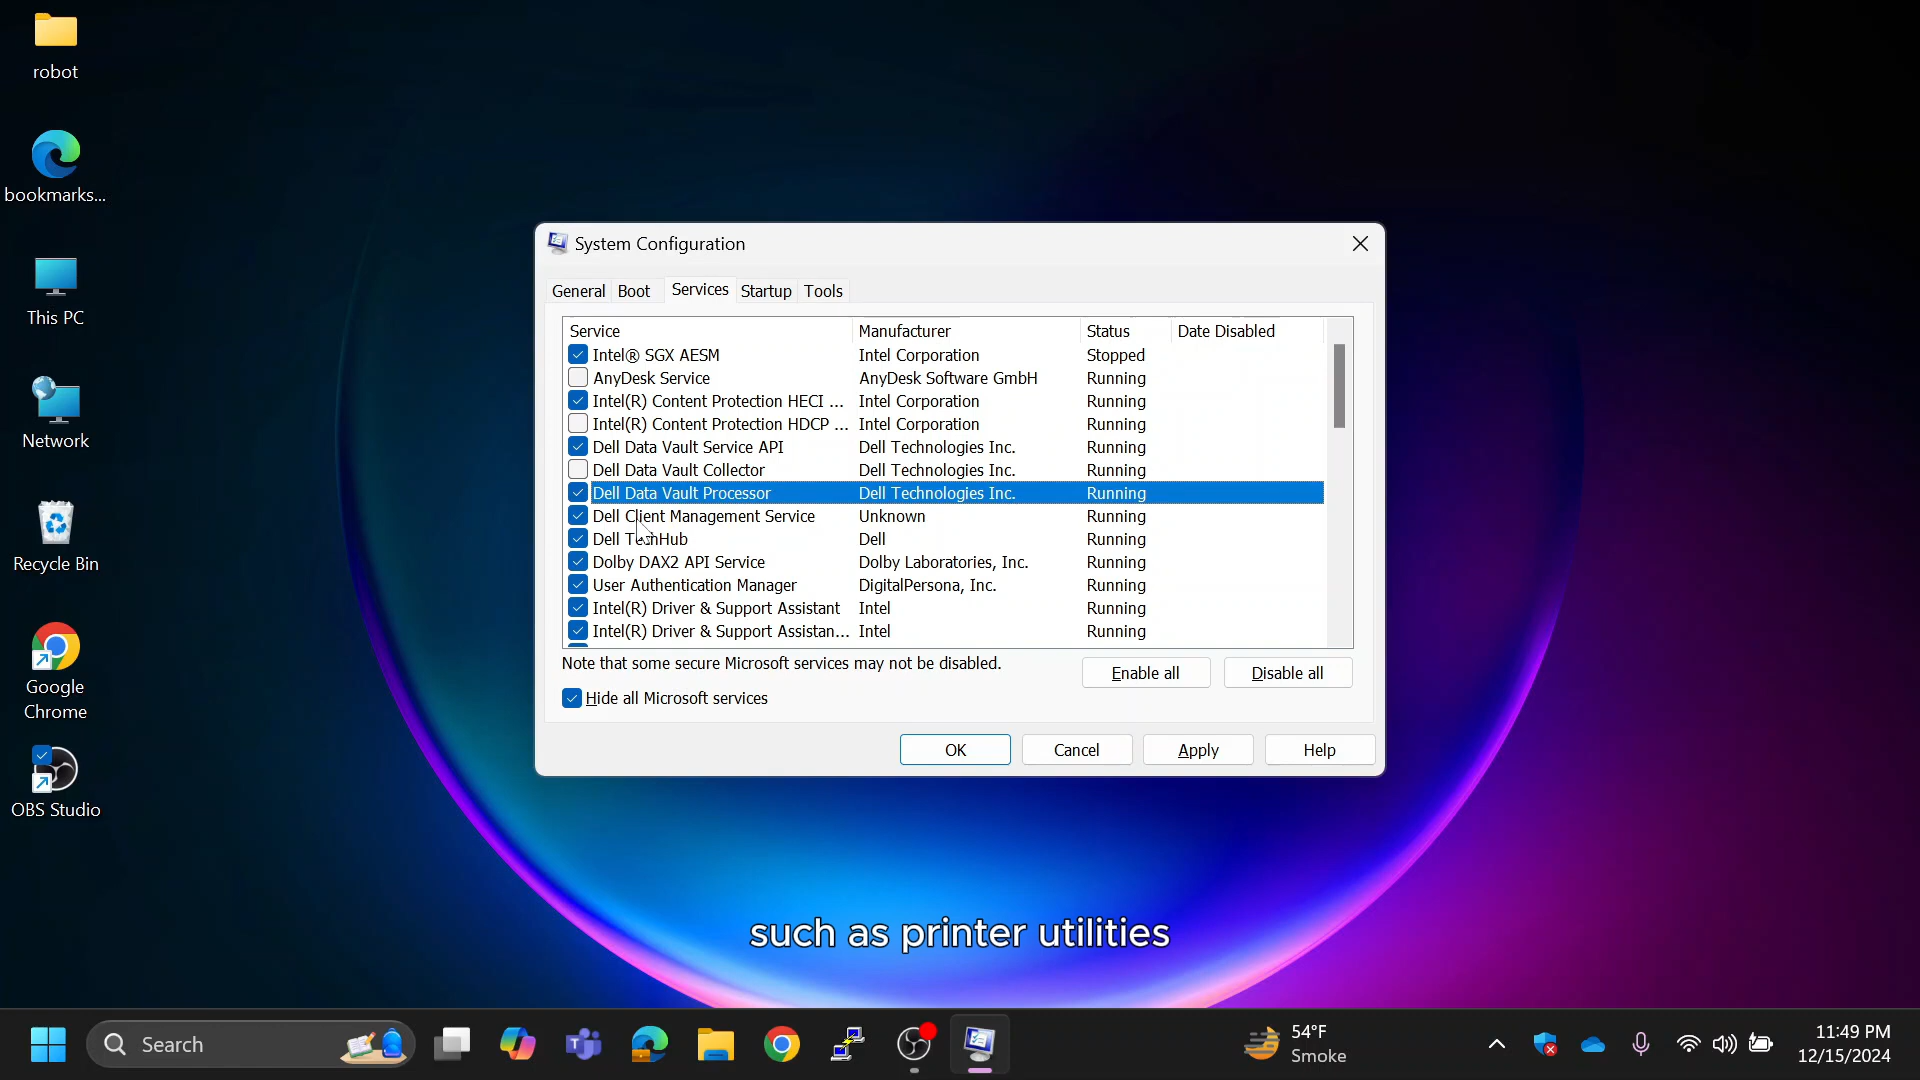 robot
bookmarks...
This PC
Network
Recycle Bin
Google
Chrome
OBS Studio
System Configuration
General Boot Services Startup Tools
Service Manufacturer Status Date Disabled
Intel® SGX AESM Intel Corporation Stopped
AnyDesk Service AnyDesk Software GmbH Running
Intel(R) Content Protection HECI ... Intel Corporation Running
Intel(R) Content Protection HDCP ... Intel Corporation Running
Dell Data Vault Service API Dell Technologies Inc. Running
Dell Data Vault Collector Dell Technologies Inc. Running
Dell Data Vault Processor Dell Technologies Inc. Running
Dell Client Management Service Unknown Running
Dell TechHub Dell Running
Dolby DAX2 API Service Dolby Laboratories, Inc. Running
User Authentication Manager DigitalPersona, Inc. Running
Intel(R) Driver & Support Assistant Intel Running
Intel(R) Driver & Support Assistan... Intel Running
Note that some secure Microsoft services may not be disabled.
Enable all Disable all
Hide all Microsoft services
OK Cancel Apply Help
such as printer utilities
Search
54°F
Smoke
11:49 PM
12/15/2024